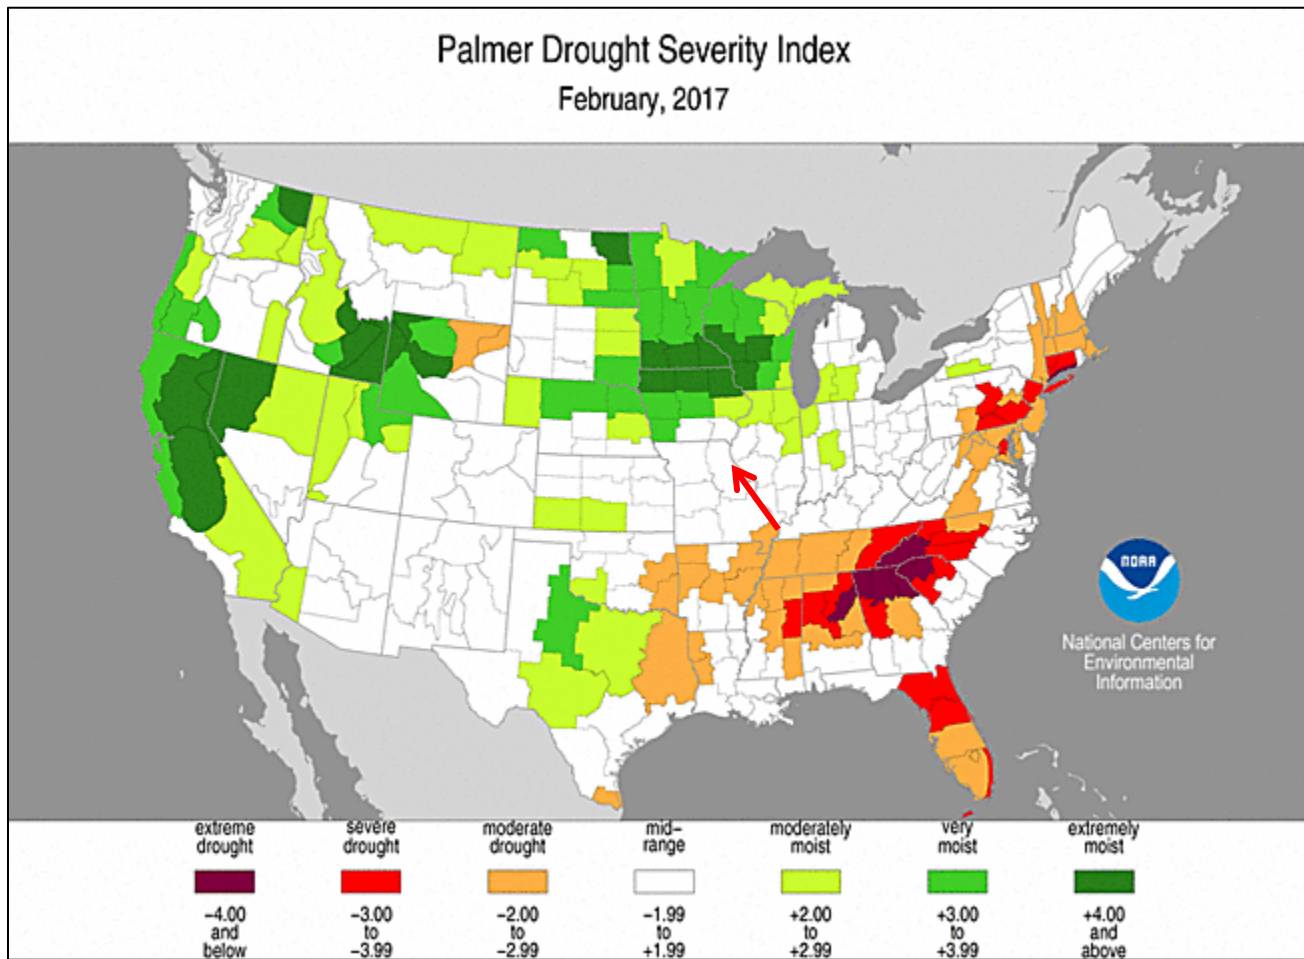 Palmer Drought Severity Index
February, 2017
NOAA
National Centers for
Environmental
Information
extreme
drought
severe
drought
moderate
drought
mid-
range
moderately
moist
very
moist
extremely
moist
-4.00
and
below
-3.00
to
-3.99
-2.00
to
-2.99
-1.99
to
+1.99
+2.00
to
+2.99
+3.00
to
+3.99
+4.00
and
above